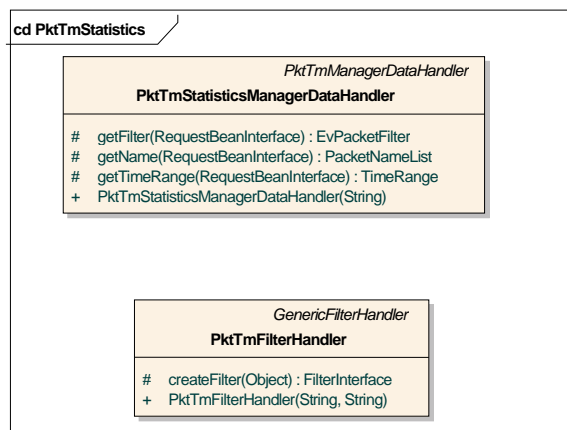 cd PktTmStatistics
PktTmManagerDataHandler
PktTmStatisticsManagerDataHandler
# getFilter(RequestBeanInterface) : EvPacketFilter
# getName(RequestBeanInterface) : PacketNameList
# getTimeRange(RequestBeanInterface) : TimeRange
+ PktTmStatisticsManagerDataHandler(String)
GenericFilterHandler
PktTmFilterHandler
# createFilter(Object) : FilterInterface
+ PktTmFilterHandler(String, String)